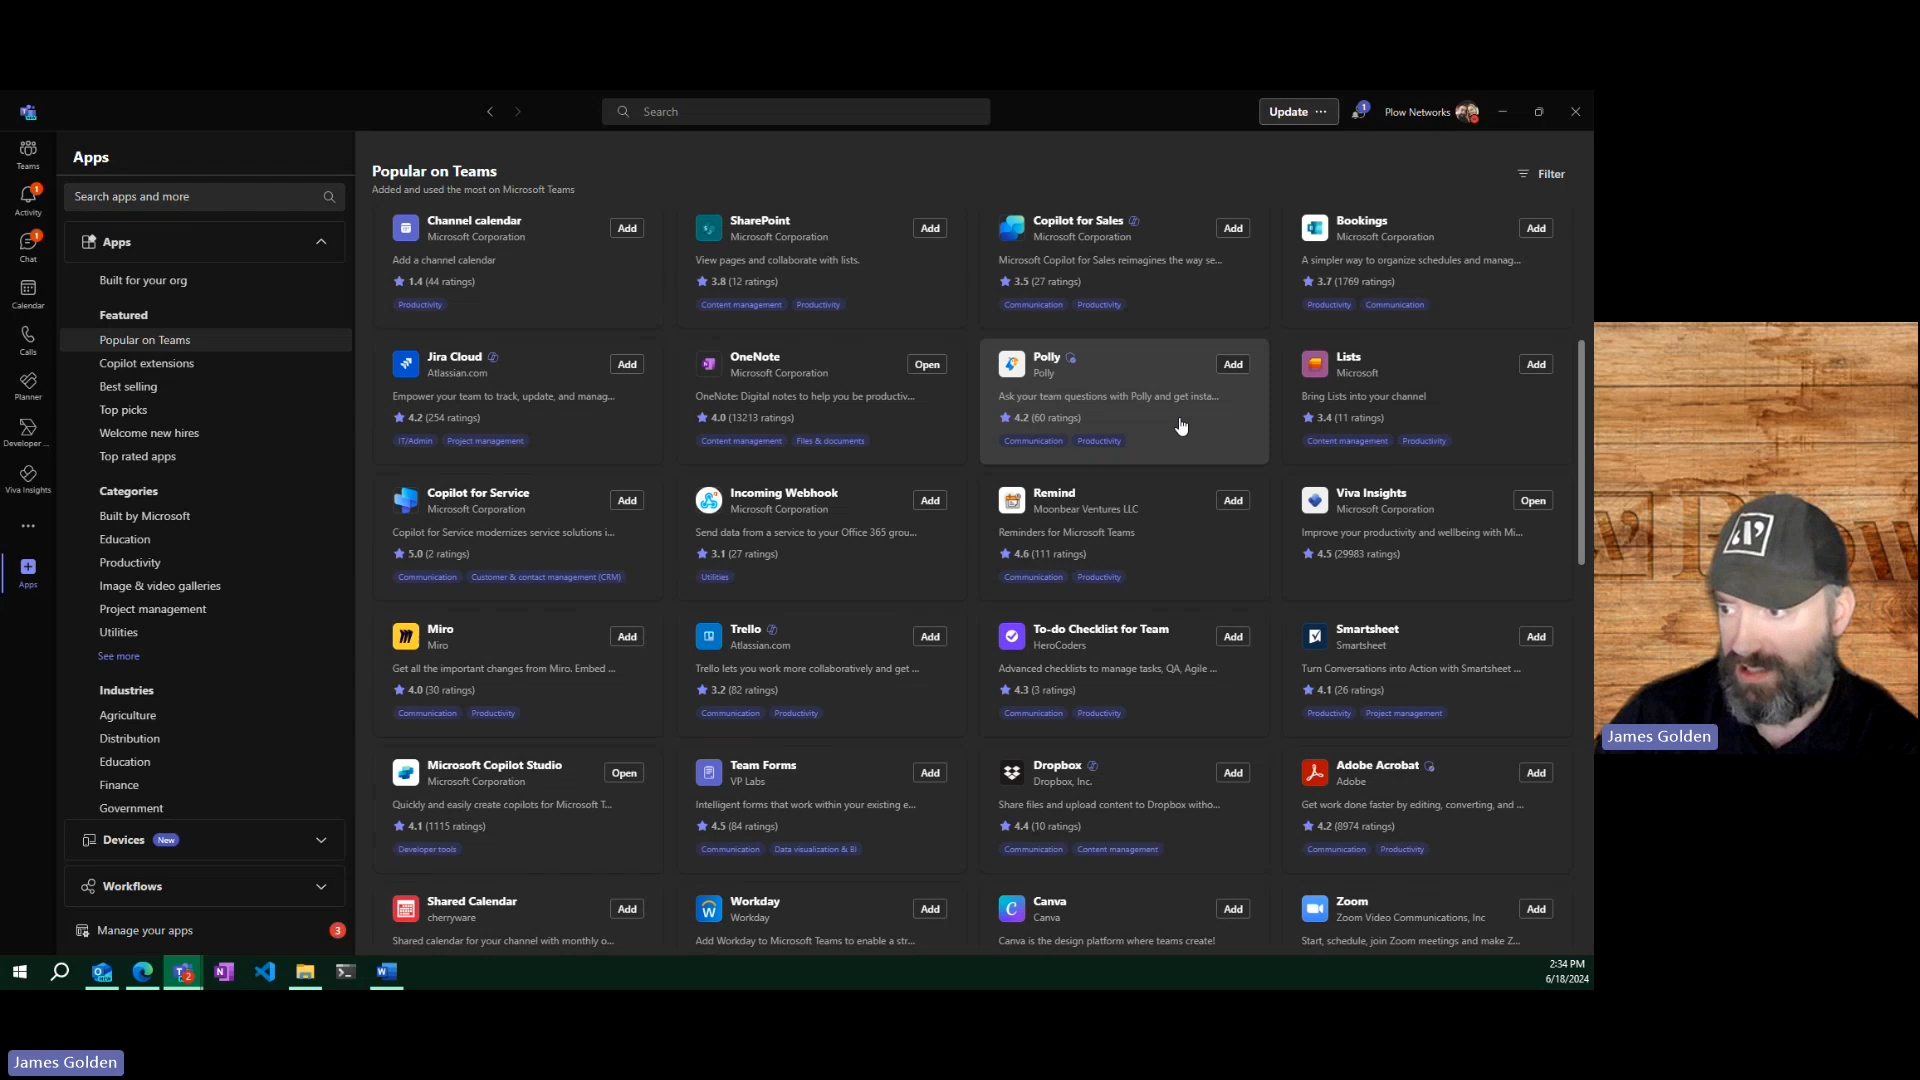 Search
Update ...
1
Plow Networks
Teams
1
Activity
1
Chat
Calendar
Calls
Planner
Developer ...
Viva Insights
Apps
Apps
Search apps and more
Apps
Built for your org
Featured
Popular on Teams
Copilot extensions
Best selling
Top picks
Welcome new hires
Top rated apps
Categories
Built by Microsoft
Education
Productivity
Image & video galleries
Project management
Utilities
See more
Industries
Agriculture
Distribution
Education
Finance
Government
Devices New
Workflows
Manage your apps 3
Popular on Teams
Added and used the most on Microsoft Teams
Filter
Channel calendar
Microsoft Corporation
Add
Add a channel calendar
1.4 (44 ratings)
Productivity
SharePoint
Microsoft Corporation
Add
View pages and collaborate with lists.
3.8 (12 ratings)
Content management Productivity
Copilot for Sales
Microsoft Corporation
Add
Microsoft Copilot for Sales reimagines the way se...
3.5 (27 ratings)
Communication Productivity
Bookings
Microsoft Corporation
Add
A simpler way to organize schedules and manag...
3.7 (1769 ratings)
Productivity Communication
Jira Cloud
Atlassian.com
Add
Empower your team to track, update, and manag...
4.2 (254 ratings)
IT/Admin Project management
OneNote
Microsoft Corporation
Open
OneNote: Digital notes to help you be productiv...
4.0 (13213 ratings)
Content management Files & documents
Polly
Polly
Add
Ask your team questions with Polly and get insta...
4.2 (60 ratings)
Communication Productivity
Lists
Microsoft
Add
Bring Lists into your channel
3.4 (11 ratings)
Content management Productivity
Copilot for Service
Microsoft Corporation
Add
Copilot for Service modernizes service solutions i...
5.0 (2 ratings)
Communication Customer & contact management (CRM)
Incoming Webhook
Microsoft Corporation
Add
Send data from a service to your Office 365 grou...
3.1 (27 ratings)
Utilities
Remind
Moonbear Ventures LLC
Add
Reminders for Microsoft Teams
4.6 (111 ratings)
Communication Productivity
Viva Insights
Microsoft Corporation
Open
Improve your productivity and wellbeing with Mi...
4.5 (29983 ratings)
Miro
Miro
Add
Get all the important changes from Miro. Embed ...
4.0 (30 ratings)
Communication Productivity
Trello
Atlassian.com
Add
Trello lets you work more collaboratively and get ...
3.2 (82 ratings)
Communication Productivity
To-do Checklist for Team
HeroCoders
Add
Advanced checklists to manage tasks, QA, Agile ...
4.3 (3 ratings)
Communication Productivity
Smartsheet
Smartsheet
Add
Turn Conversations into Action with Smartsheet ...
4.1 (26 ratings)
Productivity Project management
Microsoft Copilot Studio
Microsoft Corporation
Open
Quickly and easily create copilots for Microsoft T...
4.1 (1115 ratings)
Developer tools
Team Forms
VP Labs
Add
Intelligent forms that work within your existing e...
4.5 (84 ratings)
Communication Data visualization & BI
Dropbox
Dropbox, Inc.
Add
Share files and upload content to Dropbox witho...
4.4 (10 ratings)
Communication Content management
Adobe Acrobat
Adobe
Add
Get work done faster by editing, converting, and ...
4.2 (8974 ratings)
Communication Productivity
Shared Calendar
cherryware
Add
Shared calendar for your channel with monthly o...
Workday
Workday
Add
Add Workday to Microsoft Teams to enable a str...
Canva
Canva
Add
Canva is the design platform where teams create!
Zoom
Zoom Video Communications, Inc
Add
Start, schedule, join Zoom meetings and make Z...
2:34 PM
6/18/2024
James Golden
James Golden